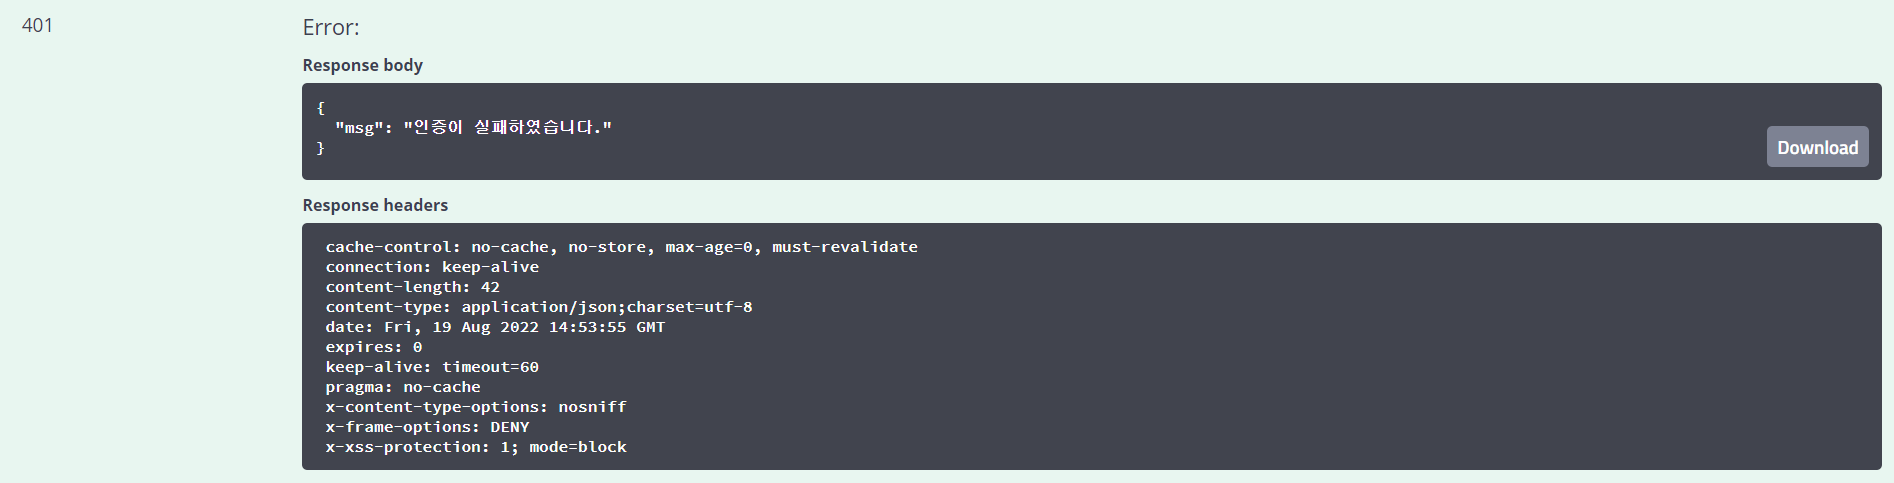 401
Error:
Response body
{
  "msg": "인증이 실패하였습니다."
}
Download
Response headers
cache-control: no-cache, no-store, max-age=0, must-revalidate
connection: keep-alive
content-length: 42
content-type: application/json;charset=utf-8
date: Fri, 19 Aug 2022 14:53:55 GMT
expires: 0
keep-alive: timeout=60
pragma: no-cache
x-content-type-options: nosniff
x-frame-options: DENY
x-xss-protection: 1; mode=block